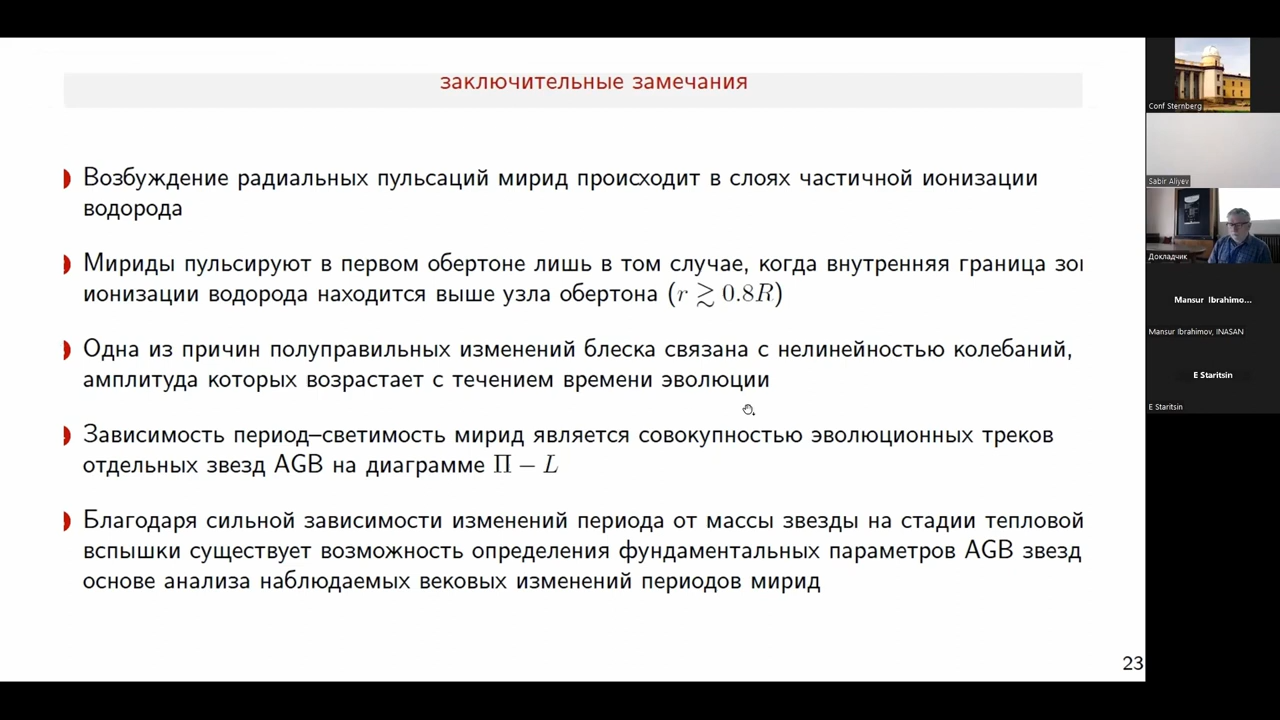 заключительные замечания
Возбуждение радиальных пульсаций мирид происходит в слоях частичной ионизации
водорода
Мириды пульсируют в первом обертоне лишь в том случае, когда внутренняя граница зо
ионизации водорода находится выше узла обертона (r ≳ 0.8R)
Одна из причин полуправильных изменений блеска связана с нелинейностью колебаний,
амплитуда которых возрастает с течением времени эволюции
Зависимость период–светимость мирид является совокупностью эволюционных треков
отдельных звезд AGB на диаграмме Π − L
Благодаря сильной зависимости изменений периода от массы звезды на стадии тепловой
вспышки существует возможность определения фундаментальных параметров AGB звезд
основе анализа наблюдаемых вековых изменений периодов мирид
23
Conf Sternberg
Sabir Aliyev
Докладчик
Mansur Ibrahimo...
Mansur Ibrahimov, INASAN
E Staritsin
E Staritsin